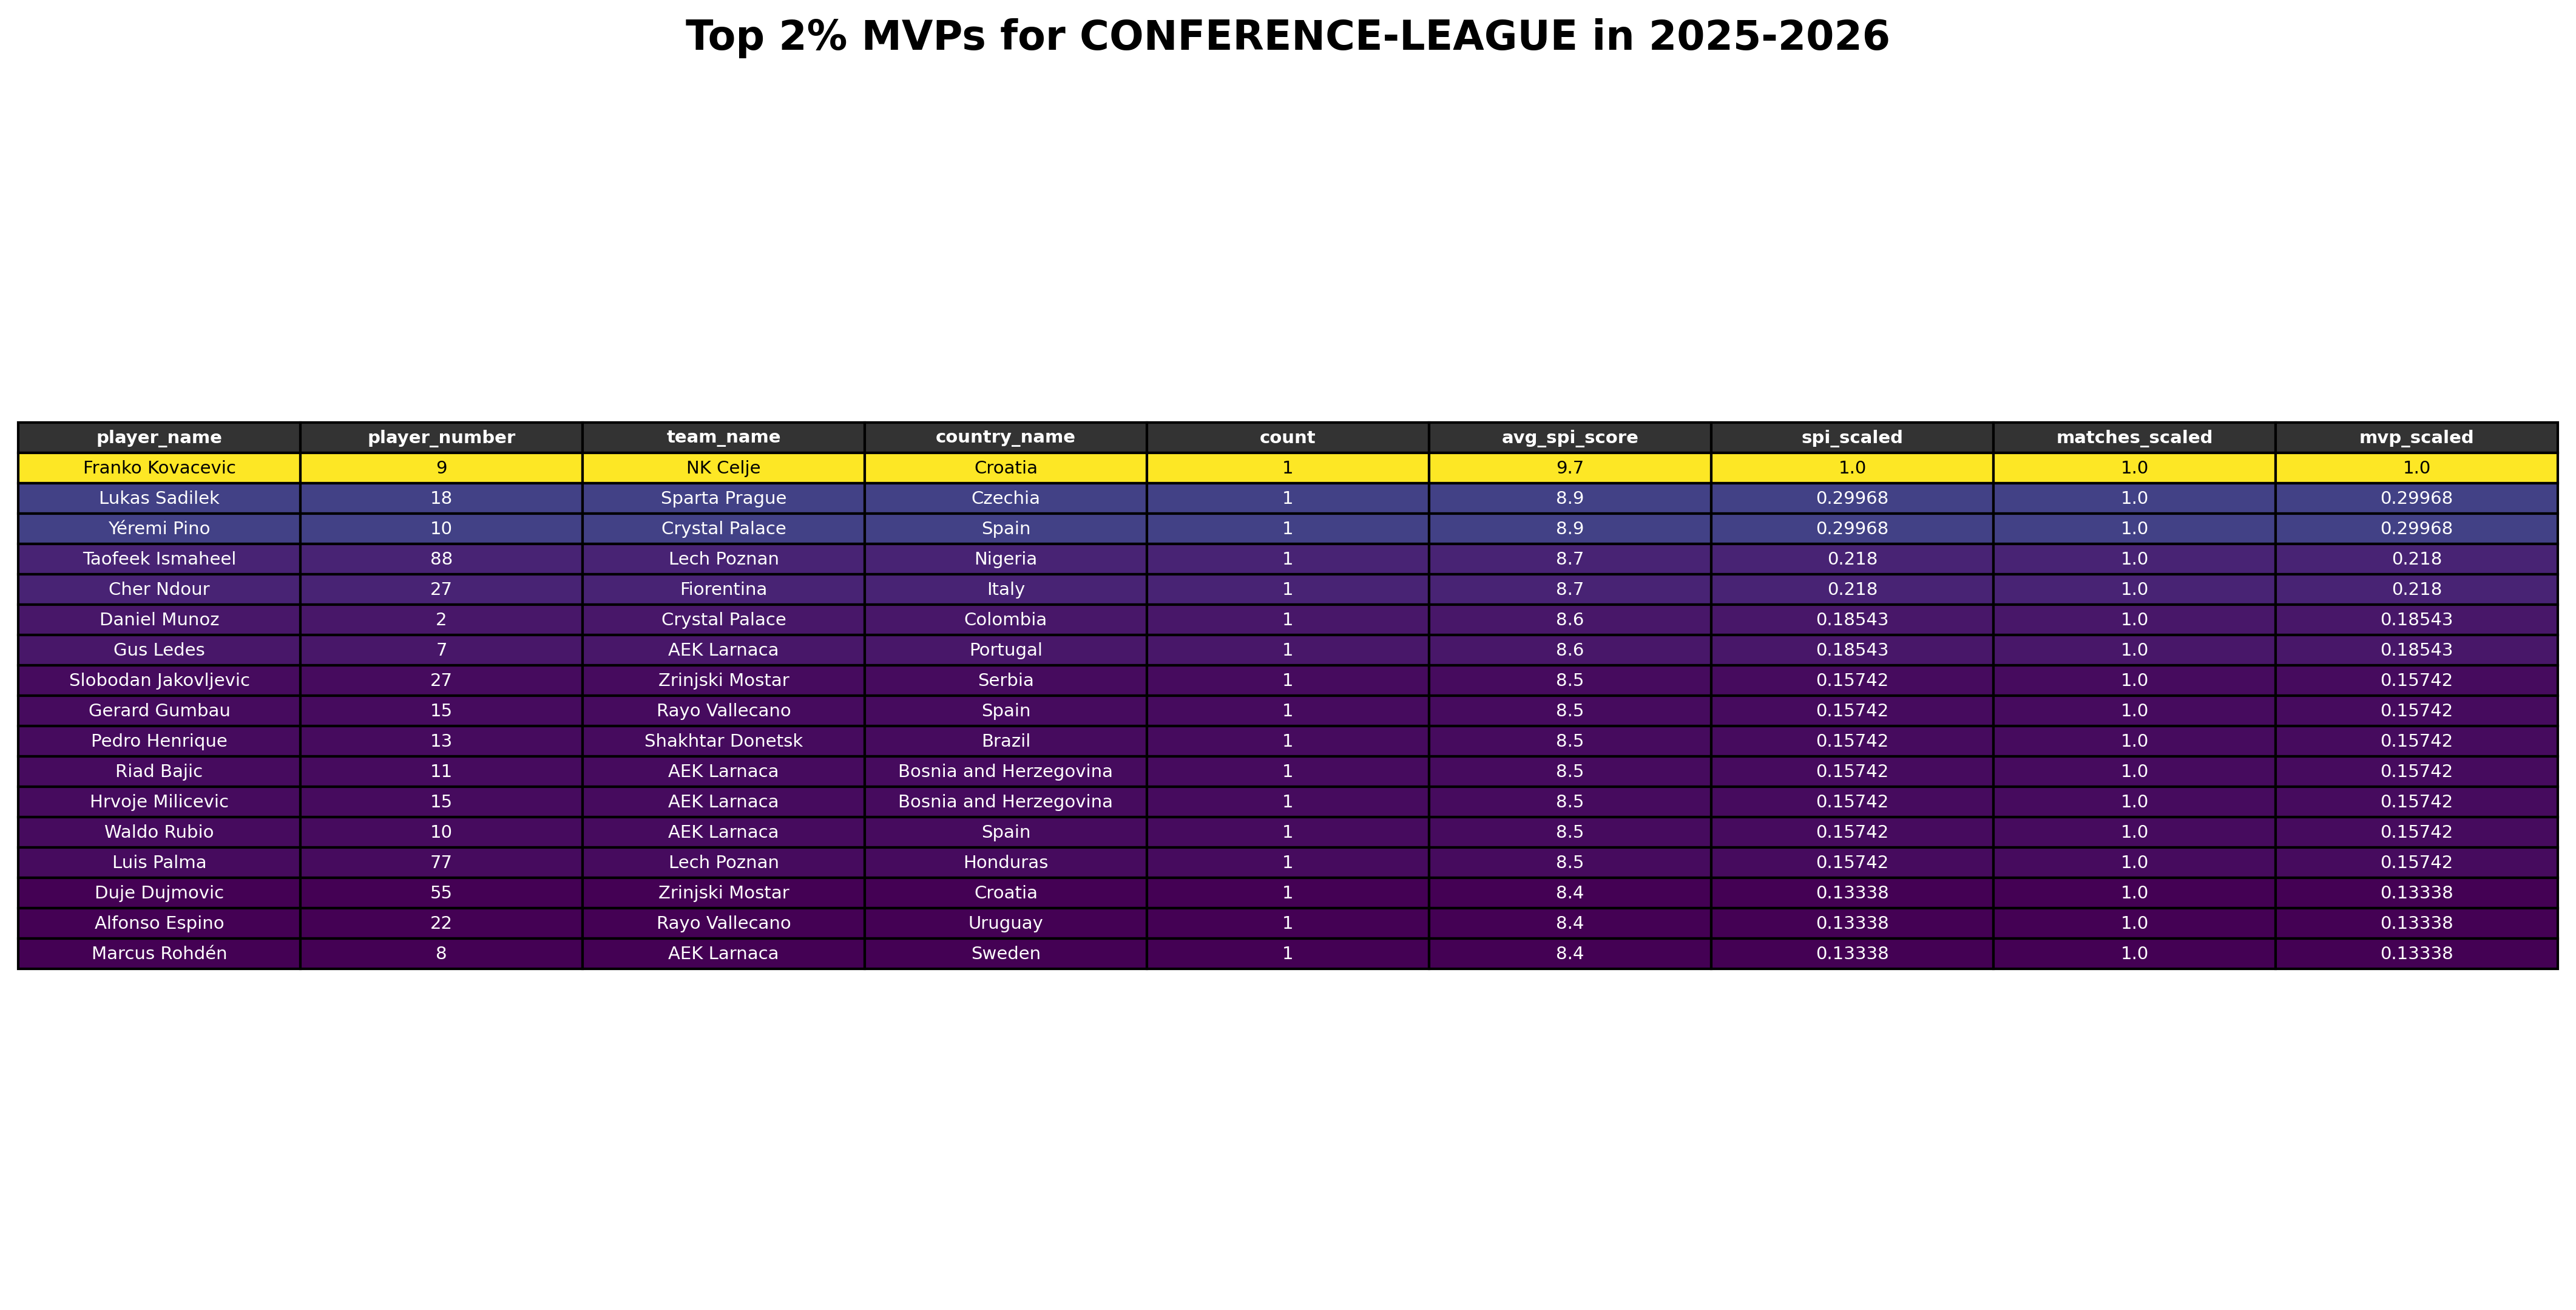 Top 2% MVPs for CONFERENCE-LEAGUE in 2025-2026
player_name player_number team_name country_name count avg_spi_score spi_scaled matches_scaled mvp_scaled
Franko Kovacevic 9 NK Celje Croatia 1 9.7 1.0 1.0 1.0
Lukas Sadilek 18 Sparta Prague Czechia 1 8.9 0.29968 1.0 0.29968
Yéremi Pino 10 Crystal Palace Spain 1 8.9 0.29968 1.0 0.29968
Taofeek Ismaheel 88 Lech Poznan Nigeria 1 8.7 0.218 1.0 0.218
Cher Ndour 27 Fiorentina Italy 1 8.7 0.218 1.0 0.218
Daniel Munoz 2 Crystal Palace Colombia 1 8.6 0.18543 1.0 0.18543
Gus Ledes 7 AEK Larnaca Portugal 1 8.6 0.18543 1.0 0.18543
Slobodan Jakovljevic 27 Zrinjski Mostar Serbia 1 8.5 0.15742 1.0 0.15742
Gerard Gumbau 15 Rayo Vallecano Spain 1 8.5 0.15742 1.0 0.15742
Pedro Henrique 13 Shakhtar Donetsk Brazil 1 8.5 0.15742 1.0 0.15742
Riad Bajic 11 AEK Larnaca Bosnia and Herzegovina 1 8.5 0.15742 1.0 0.15742
Hrvoje Milicevic 15 AEK Larnaca Bosnia and Herzegovina 1 8.5 0.15742 1.0 0.15742
Waldo Rubio 10 AEK Larnaca Spain 1 8.5 0.15742 1.0 0.15742
Luis Palma 77 Lech Poznan Honduras 1 8.5 0.15742 1.0 0.15742
Duje Dujmovic 55 Zrinjski Mostar Croatia 1 8.4 0.13338 1.0 0.13338
Alfonso Espino 22 Rayo Vallecano Uruguay 1 8.4 0.13338 1.0 0.13338
Marcus Rohdén 8 AEK Larnaca Sweden 1 8.4 0.13338 1.0 0.13338